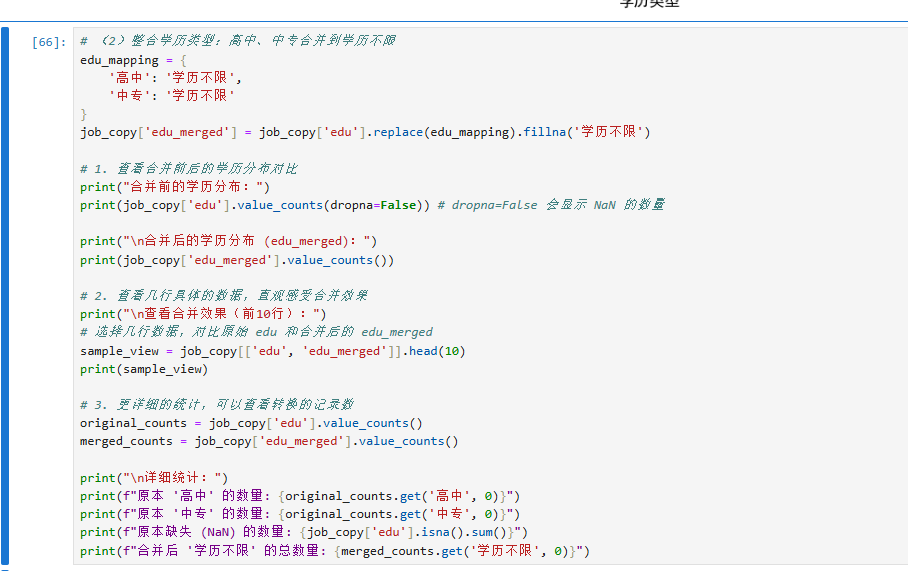 学历类型
[66]: # （2）整合学历类型：高中、中专合并到学历不限
edu_mapping = {
    '高中': '学历不限',
    '中专': '学历不限'
}
job_copy['edu_merged'] = job_copy['edu'].replace(edu_mapping).fillna('学历不限')
# 1. 查看合并前后的学历分布对比
print("合并前的学历分布：")
print(job_copy['edu'].value_counts(dropna=False)) # dropna=False 会显示 NaN 的数量
print("\n合并后的学历分布 (edu_merged)：")
print(job_copy['edu_merged'].value_counts())
# 2. 查看几行具体的数据，直观感受合并效果
print("\n查看合并效果（前10行）：")
# 选择几行数据，对比原始 edu 和合并后的 edu_merged
sample_view = job_copy[['edu', 'edu_merged']].head(10)
print(sample_view)
# 3. 更详细的统计，可以查看转换的记录数
original_counts = job_copy['edu'].value_counts()
merged_counts = job_copy['edu_merged'].value_counts()
print("\n详细统计：")
print(f"原本 '高中' 的数量: {original_counts.get('高中', 0)}")
print(f"原本 '中专' 的数量: {original_counts.get('中专', 0)}")
print(f"原本缺失 (NaN) 的数量: {job_copy['edu'].isna().sum()}")
print(f"合并后 '学历不限' 的总数量: {merged_counts.get('学历不限', 0)}")